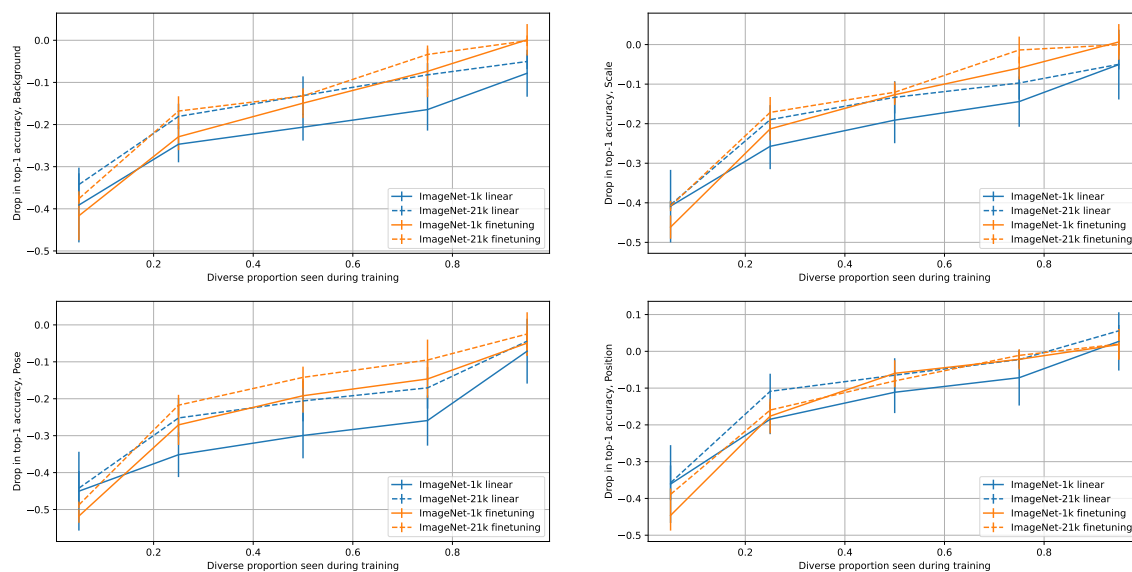 Drop in top-1 accuracy, Background
0.0
−0.1
−0.2
−0.3
−0.4
−0.5
0.2 0.4 0.6 0.8
Diverse proportion seen during training
ImageNet-1k linear
ImageNet-21k linear
ImageNet-1k finetuning
ImageNet-21k finetuning
Drop in top-1 accuracy, Scale
0.0
−0.1
−0.2
−0.3
−0.4
−0.5
0.2 0.4 0.6 0.8
Diverse proportion seen during training
ImageNet-1k linear
ImageNet-21k linear
ImageNet-1k finetuning
ImageNet-21k finetuning
Drop in top-1 accuracy, Pose
0.0
−0.1
−0.2
−0.3
−0.4
−0.5
0.2 0.4 0.6 0.8
Diverse proportion seen during training
ImageNet-1k linear
ImageNet-21k linear
ImageNet-1k finetuning
ImageNet-21k finetuning
Drop in top-1 accuracy, Position
0.1
0.0
−0.1
−0.2
−0.3
−0.4
−0.5
0.2 0.4 0.6 0.8
Diverse proportion seen during training
ImageNet-1k linear
ImageNet-21k linear
ImageNet-1k finetuning
ImageNet-21k finetuning